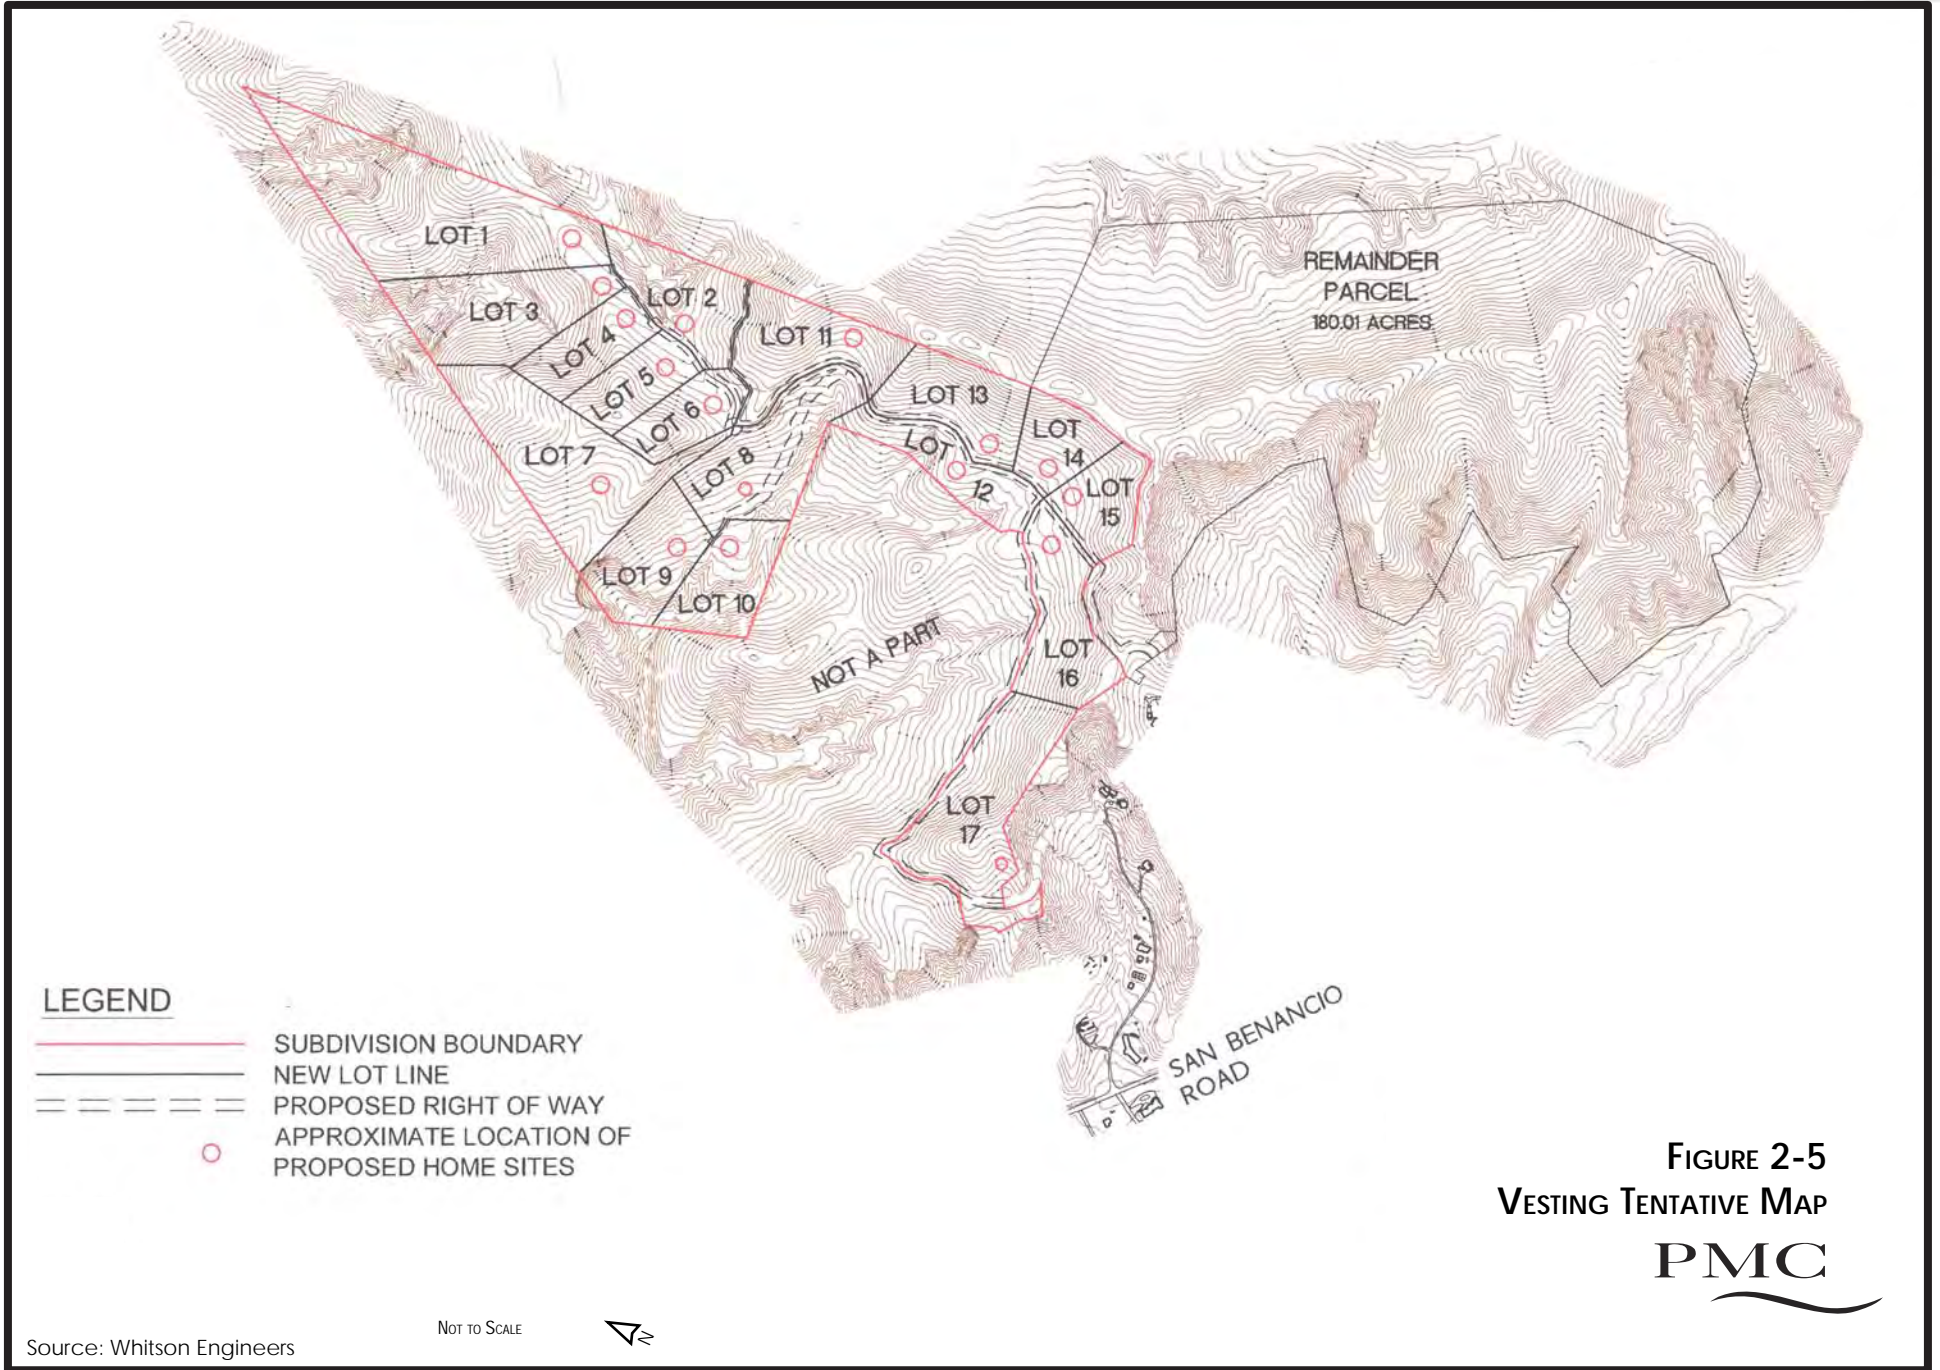 LOT 1
LOT 3
LOT 2
LOT 4
LOT 5
LOT 6
LOT 7
LOT 8
LOT 9
LOT 10
LOT 11
LOT 13
LOT
12
LOT
14
LOT
15
LOT
16
LOT
17
NOT A PART
REMAINDER
PARCEL
180.01 ACRES
SAN BENANCIO
ROAD
LEGEND
SUBDIVISION BOUNDARY
NEW LOT LINE
PROPOSED RIGHT OF WAY
APPROXIMATE LOCATION OF
PROPOSED HOME SITES
FIGURE 2-5
VESTING TENTATIVE MAP
PMC
NOT TO SCALE
N
Source: Whitson Engineers